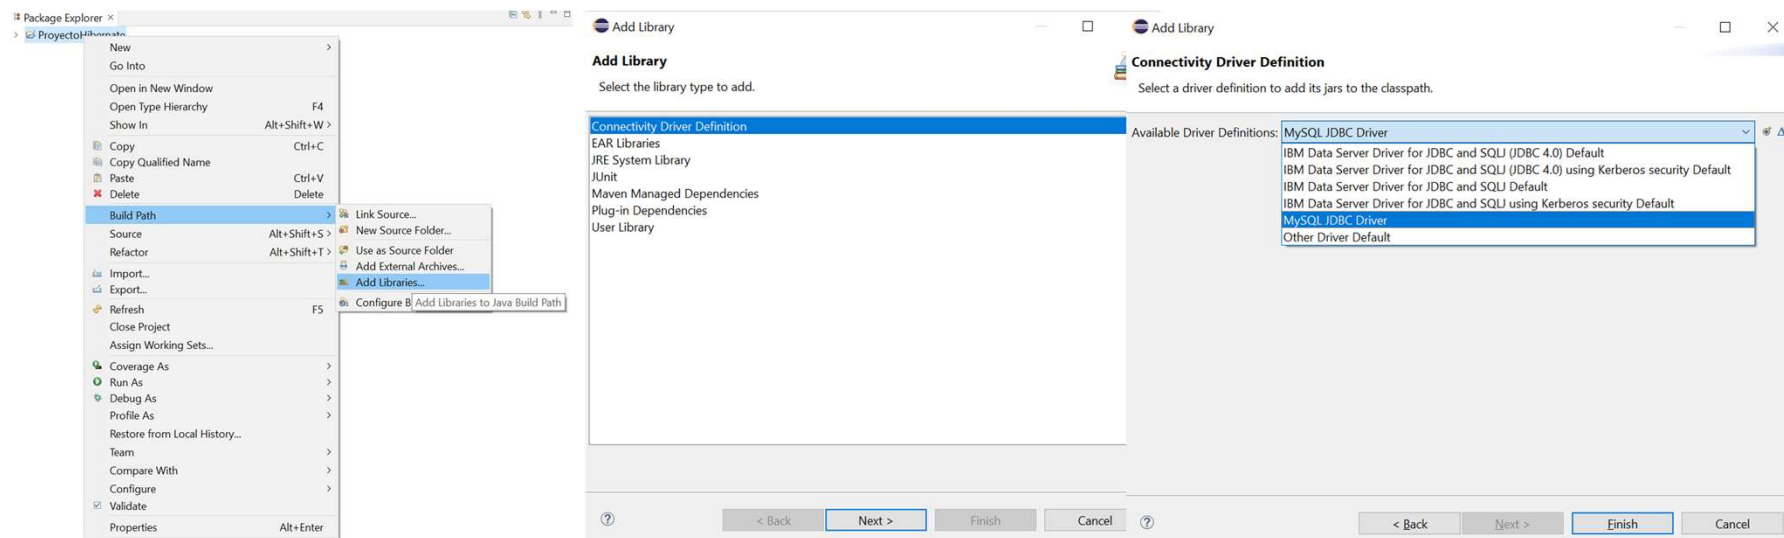 Package Explorer ×
ProyectoHibernate
New
Go Into
Open in New Window
Open Type Hierarchy F4
Show In Alt+Shift+W >
Copy Ctrl+C
Copy Qualified Name
Paste Ctrl+V
Delete Delete
Build Path
Source Alt+Shift+S >
Refactor Alt+Shift+T >
Import...
Export...
Refresh F5
Close Project
Assign Working Sets...
Coverage As
Run As
Debug As
Profile As
Restore from Local History...
Team
Compare With
Configure
Validate
Properties Alt+Enter
Link Source...
New Source Folder...
Use as Source Folder
Add External Archives...
Add Libraries...
Configure B
Add Libraries to Java Build Path
Add Library
Add Library
Select the library type to add.
Connectivity Driver Definition
EAR Libraries
JRE System Library
JUnit
Maven Managed Dependencies
Plug-in Dependencies
User Library
< Back Next > Finish Cancel
Add Library
Connectivity Driver Definition
Select a driver definition to add its jars to the classpath.
Available Driver Definitions: MySQL JDBC Driver
IBM Data Server Driver for JDBC and SQLJ (JDBC 4.0) Default
IBM Data Server Driver for JDBC and SQLJ (JDBC 4.0) using Kerberos security Default
IBM Data Server Driver for JDBC and SQLJ Default
IBM Data Server Driver for JDBC and SQLJ using Kerberos security Default
MySQL JDBC Driver
Other Driver Default
< Back Next > Finish Cancel